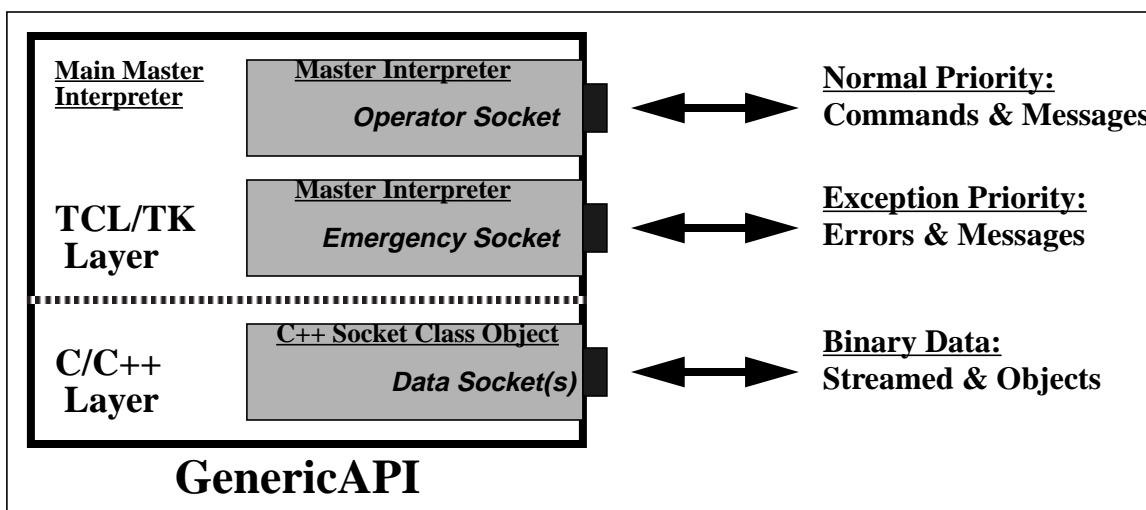 Main Master
Interpreter
Master Interpreter
Operator Socket
Normal Priority:
Commands & Messages
TCL/TK
Layer
Master Interpreter
Emergency Socket
Exception Priority:
Errors & Messages
C/C++
Layer
C++ Socket Class Object
Data Socket(s)
Binary Data:
Streamed & Objects
GenericAPI